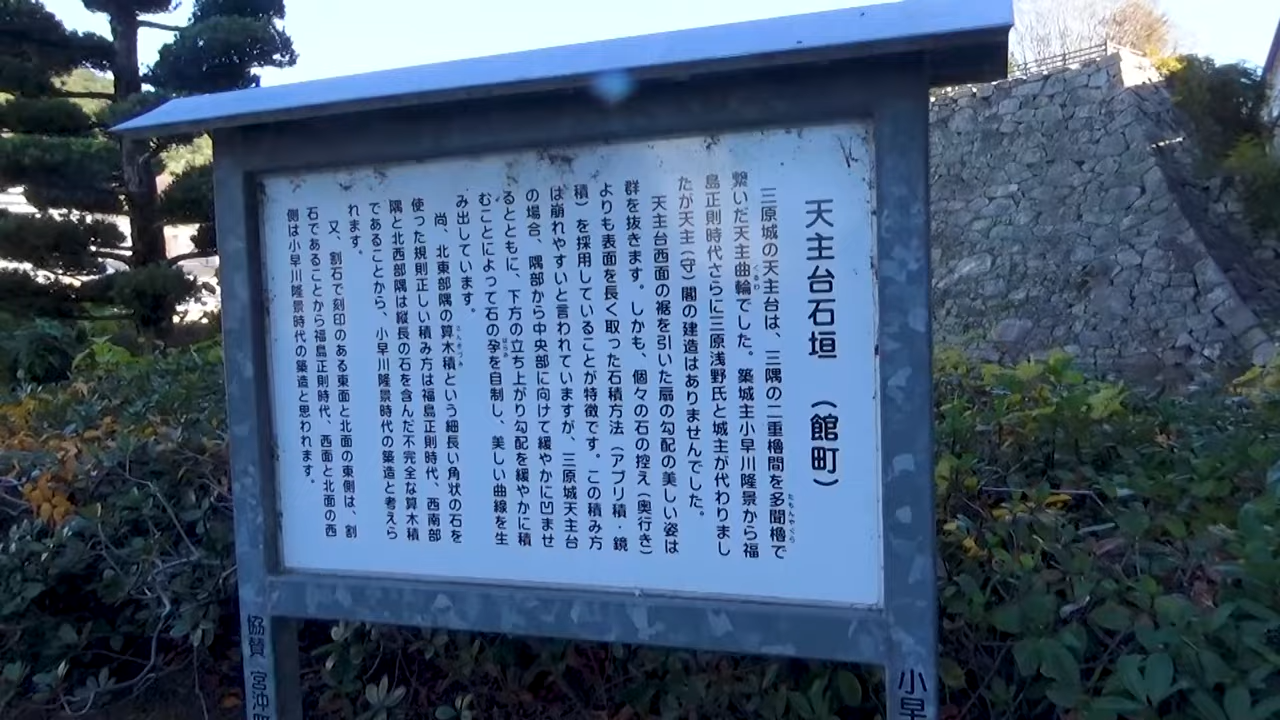 天主台石垣 (館町)
三原城の天主台は、三隅の二重櫓間を多聞櫓で
繋いだ天主曲輪でした。築城主小早川隆景から福
島正則時代さらに三原浅野氏と城主が代わりまし
たが天主(守)閣の建造はありませんでした。
天主台西面の裾を引いた扇の勾配の美しい姿は
群を抜きます。しかも、個々の石の控え(奥行き)
よりも表面を長く取った石積方法(アブリ積・鏡
積)を採用していることが特徴です。この積み方
は崩れやすいと言われていますが、三原城天主台
の場合、隅部から中央部に向けて緩やかに凹ませ
るとともに、下方の立ち上がり勾配を緩やかに積
むことによって石の孕を自制し、美しい曲線を生
み出しています。
尚、北東部隅の算木積という細長い角状の石を
使った規則正しい積み方は福島正則時代、西南部
隅と北西部隅は縦長の石を含んだ不完全な算木積
であることから、小早川隆景時代の築造と考えら
れます。
又、割石で刻印のある東面と北面の東側は、割
石であることから福島正則時代、西面と北面の西
側は小早川隆景時代の築造と思われます。
協賛 宮沖
小早